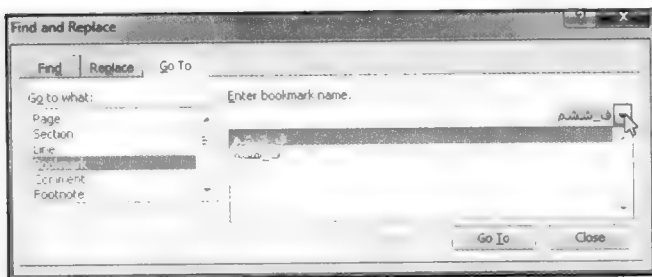 Find and Replace
Find Replace Go To
Go to what:
Enter bookmark name.
ف_ششم
Page
Section
Line
Comment
Footnote
ف_ششم
Go To Close